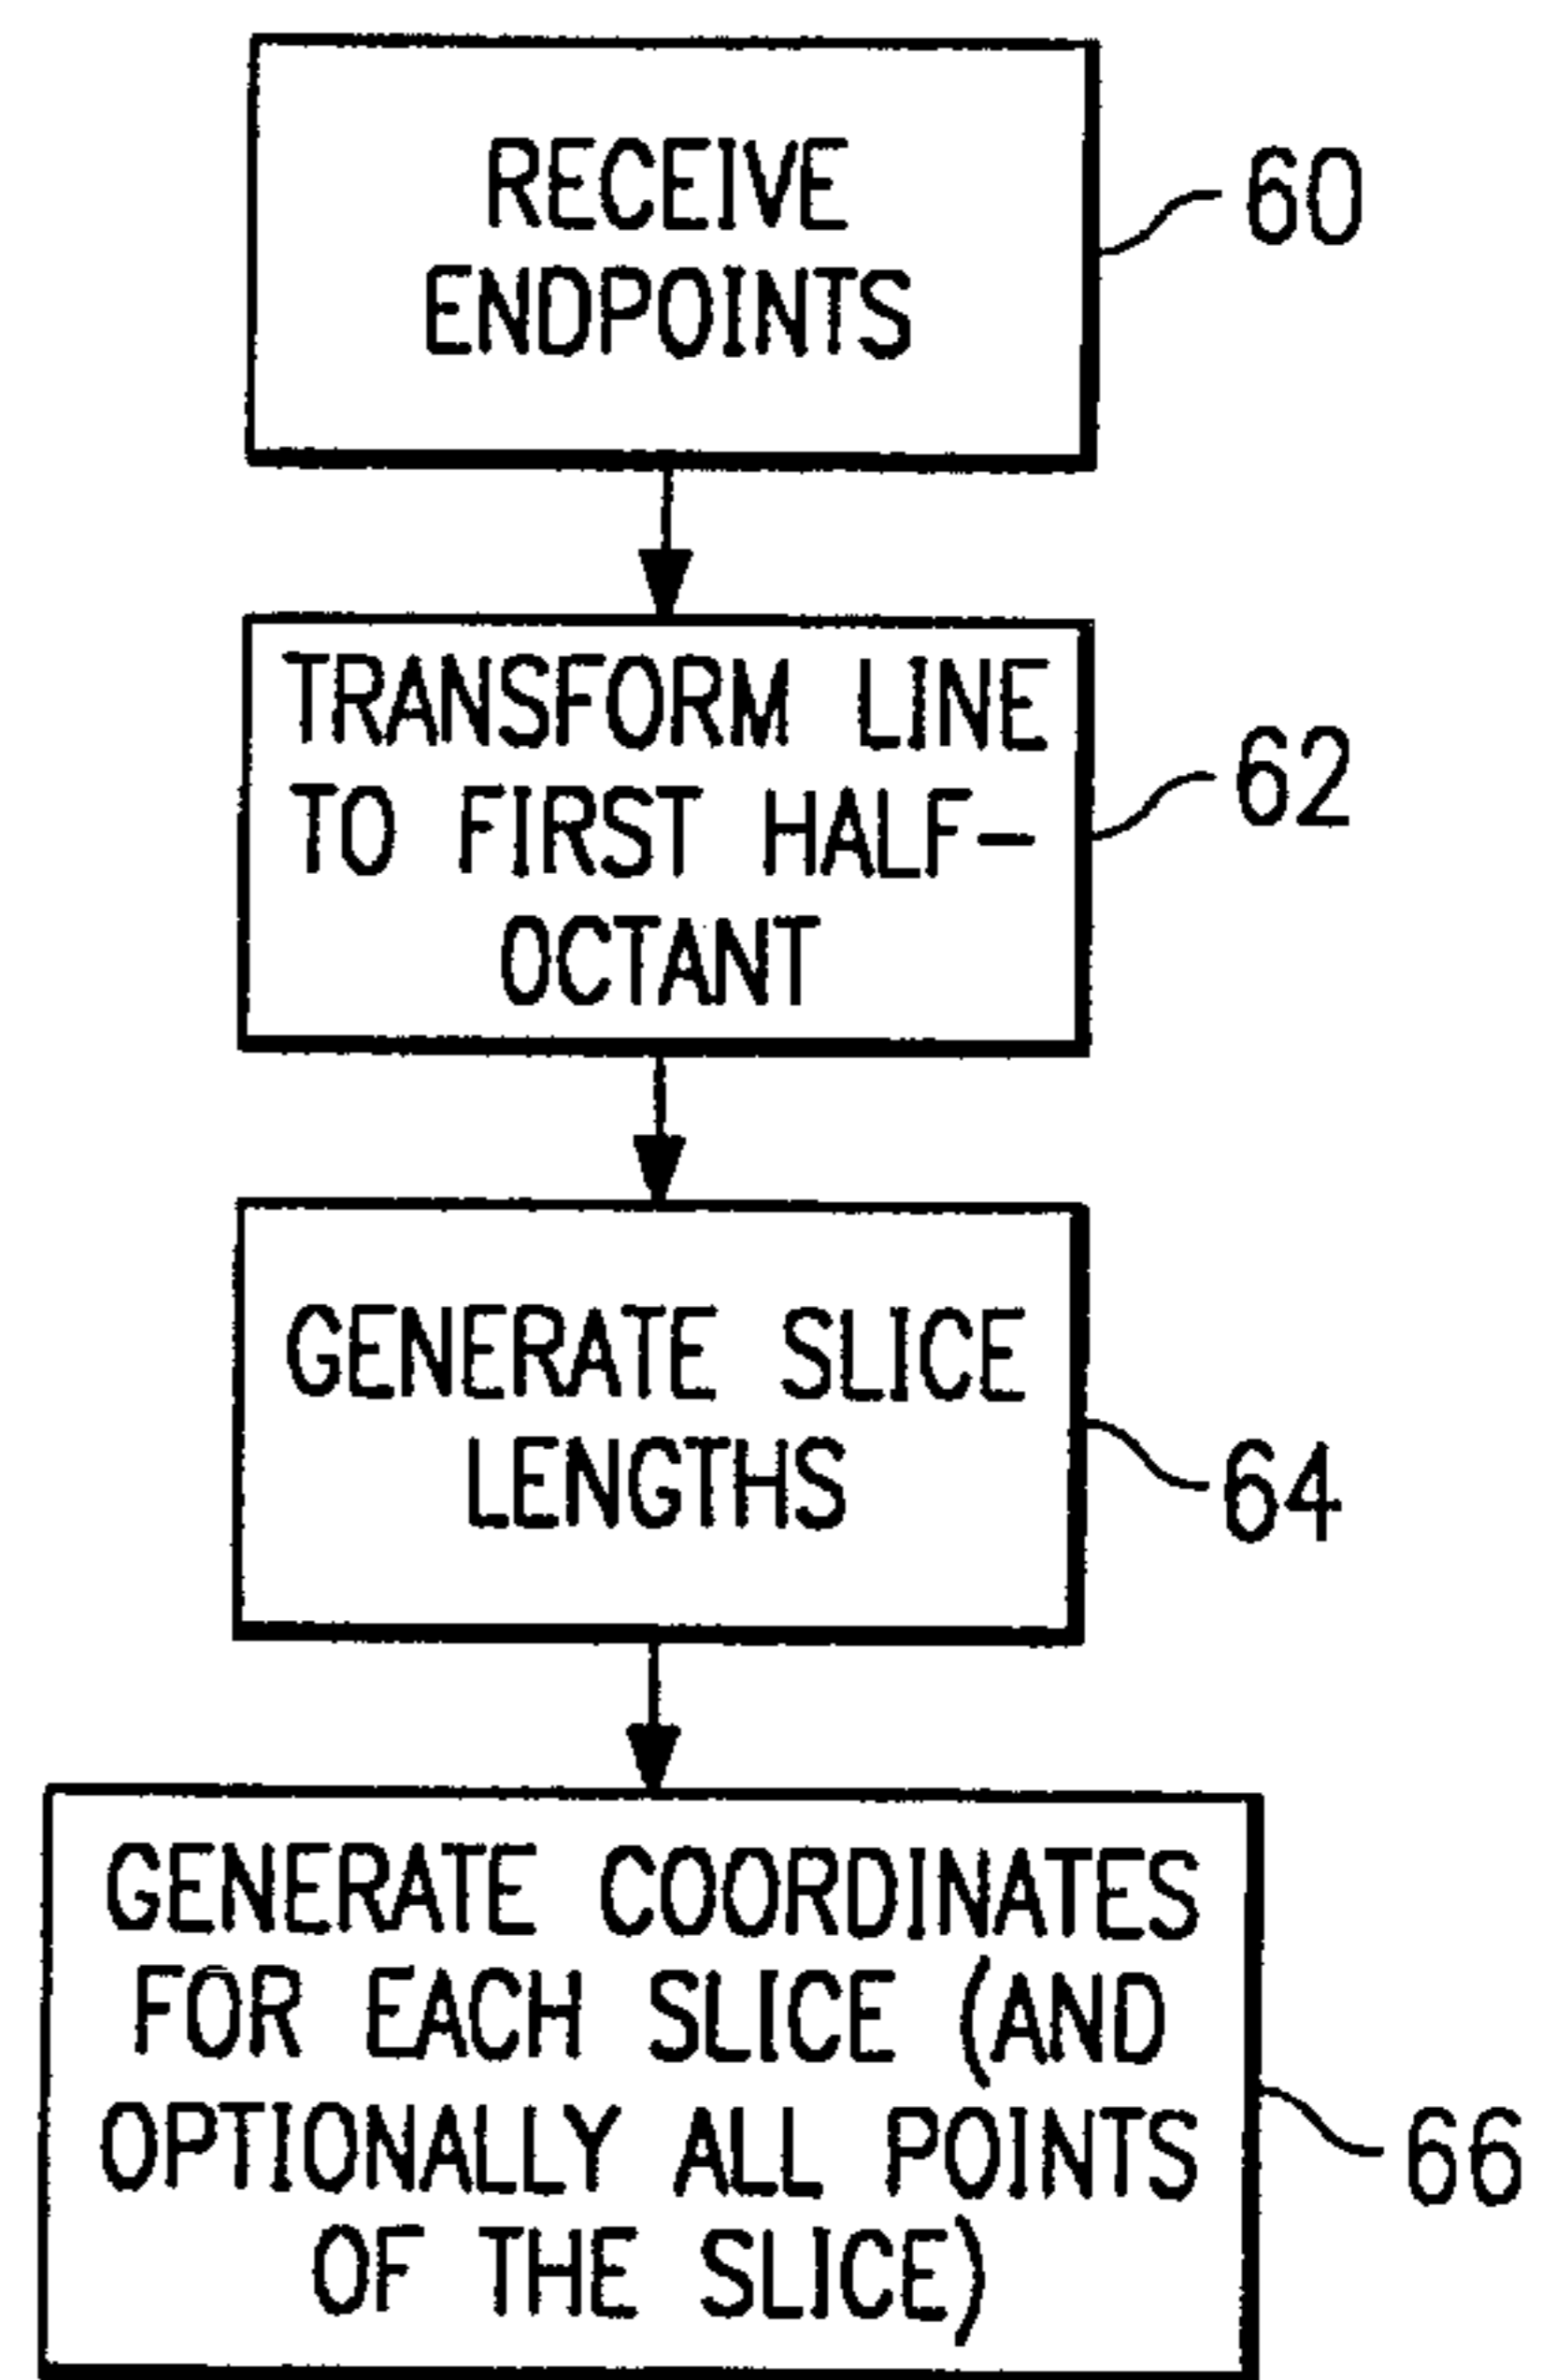 RECEIVE
ENDPOINTS
60
TRANSFORM LINE
TO FIRST HALF-
OCTANT
62
GENERATE SLICE
LENGTHS
64
GENERATE COORDINATES
FOR EACH SLICE (AND
OPTIONALLY ALL POINTS
OF THE SLICE)
66